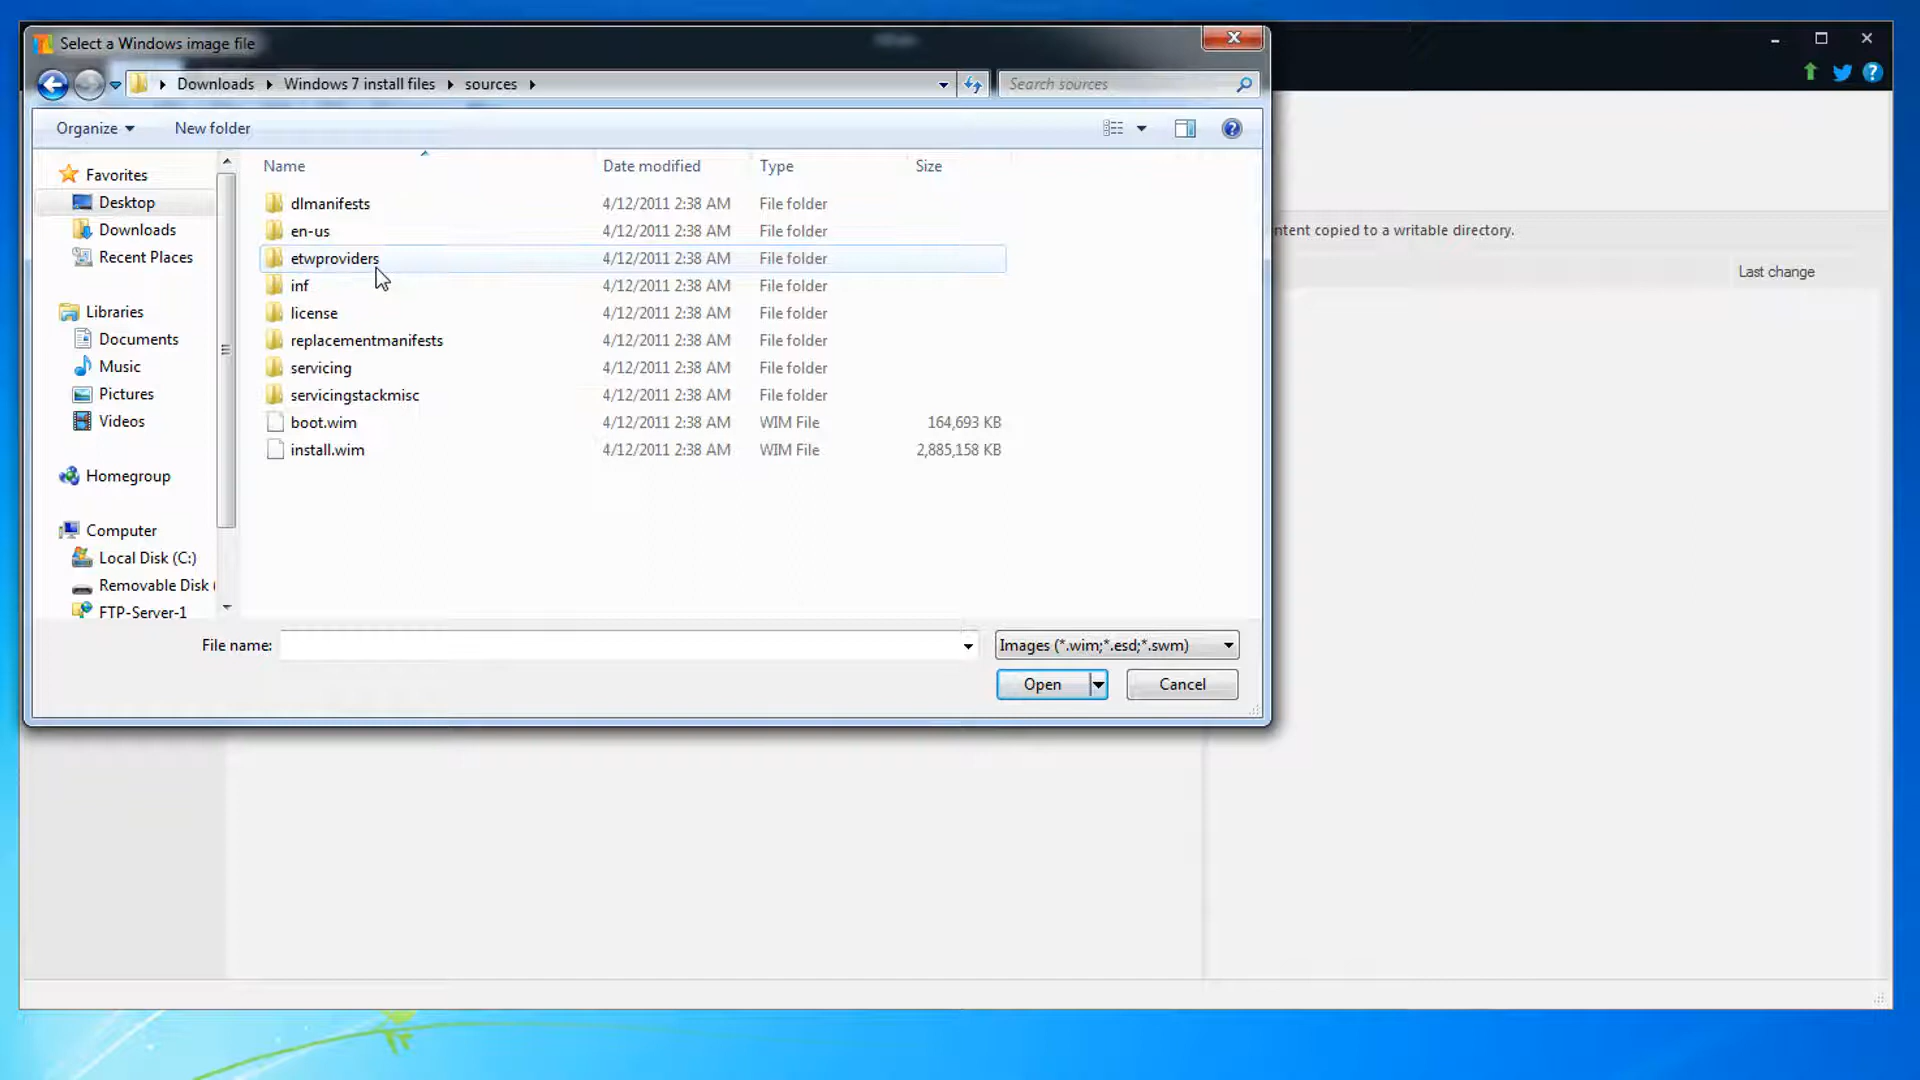 Select a Windows image file
Downloads Windows 7 install files sources
Search sources
Organize New folder
Name Date modified Type Size
Favorites
Desktop
Downloads
Recent Places
Libraries
Documents
Music
Pictures
Videos
Homegroup
Computer
Local Disk (C:)
Removable Disk (
FTP-Server-1
dlmanifests 4/12/2011 2:38 AM File folder
en-us 4/12/2011 2:38 AM File folder
etwproviders 4/12/2011 2:38 AM File folder
inf 4/12/2011 2:38 AM File folder
license 4/12/2011 2:38 AM File folder
replacementmanifests 4/12/2011 2:38 AM File folder
servicing 4/12/2011 2:38 AM File folder
servicingstackmisc 4/12/2011 2:38 AM File folder
boot.wim 4/12/2011 2:38 AM WIM File 164,693 KB
install.wim 4/12/2011 2:38 AM WIM File 2,885,158 KB
File name:
Images (*.wim;*.esd;*.swm)
Open Cancel
ntent copied to a writable directory.
Last change